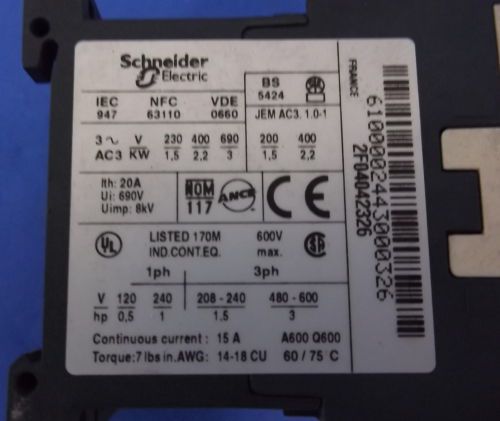 Schneider
Electric
BS
5424
IEC NFC VDE
947 63110 0660
JEM AC3. 1.0-1
3~ V 230 400 690 200 400
AC3 KW 1,5 2,2 3 1,5 2,2
Ith: 20A
Ui: 690V
Uimp: 8kV
NOM
117
ANCE
CE
UL
LISTED 170M 600V
IND.CONT.EQ. max.
1ph 3ph
V 120 240 208 - 240 480 - 600
hp 0,5 1 1.5 3
Continuous current : 15 A A600 Q600
Torque:7 lbs in.AWG: 14-18 CU 60 / 75 C
FRANCE
2F04042326
6100000244300032​6